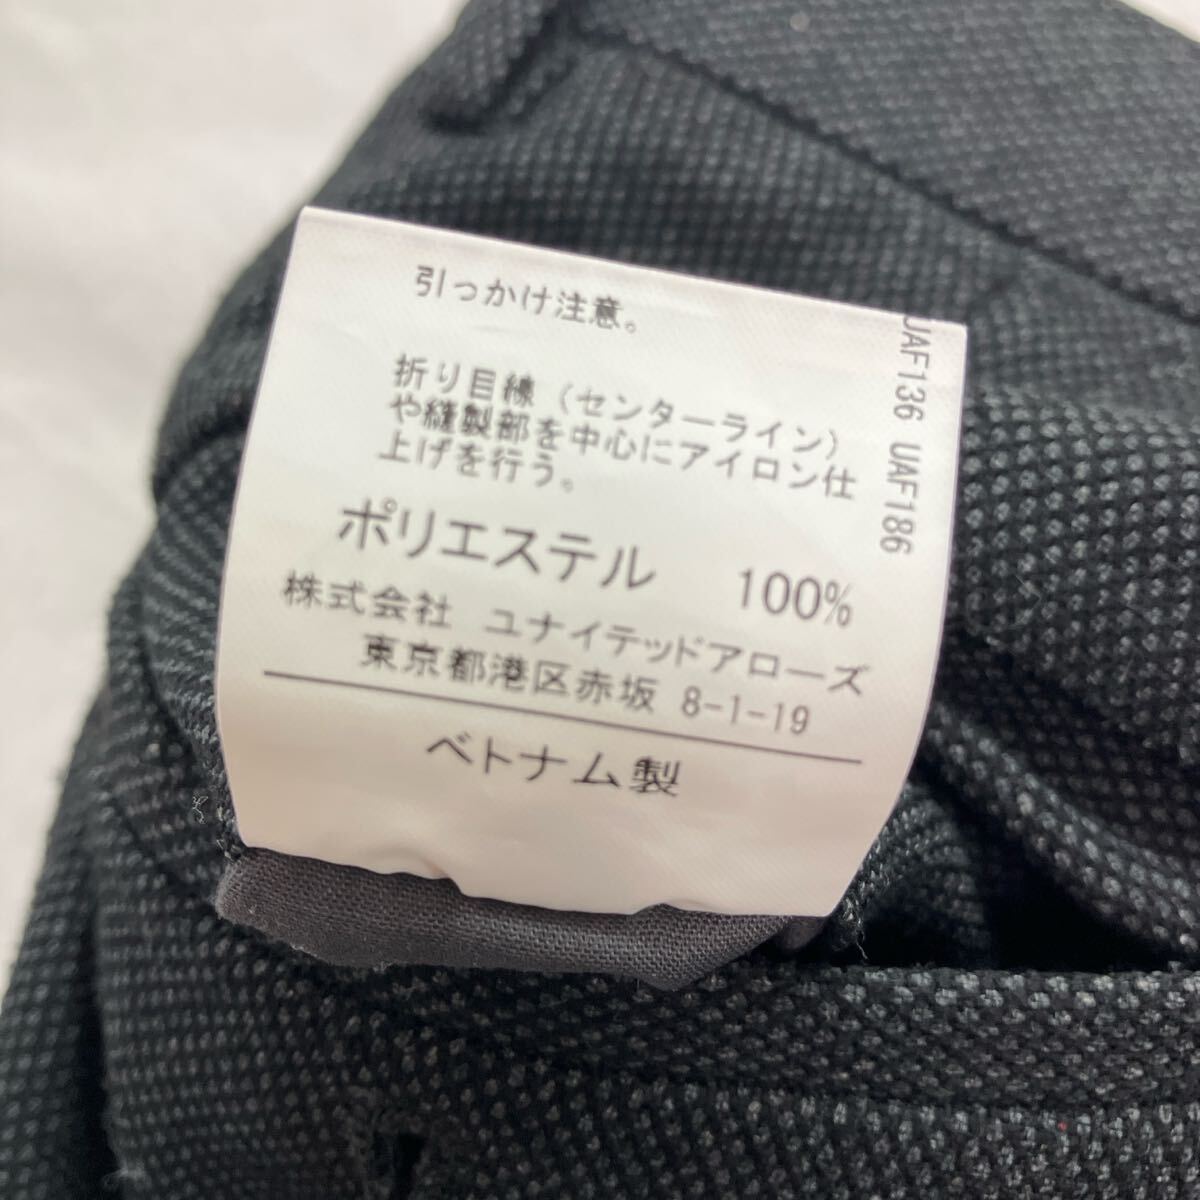 引っかけ注意。
折り目線（センターライン）
や縫製部を中心にアイロン仕
上げを行う。
ポリエステル 100%
株式会社 ユナイテッドアローズ
東京都港区赤坂 8-1-19
ベトナム製
UAF136 UAF186